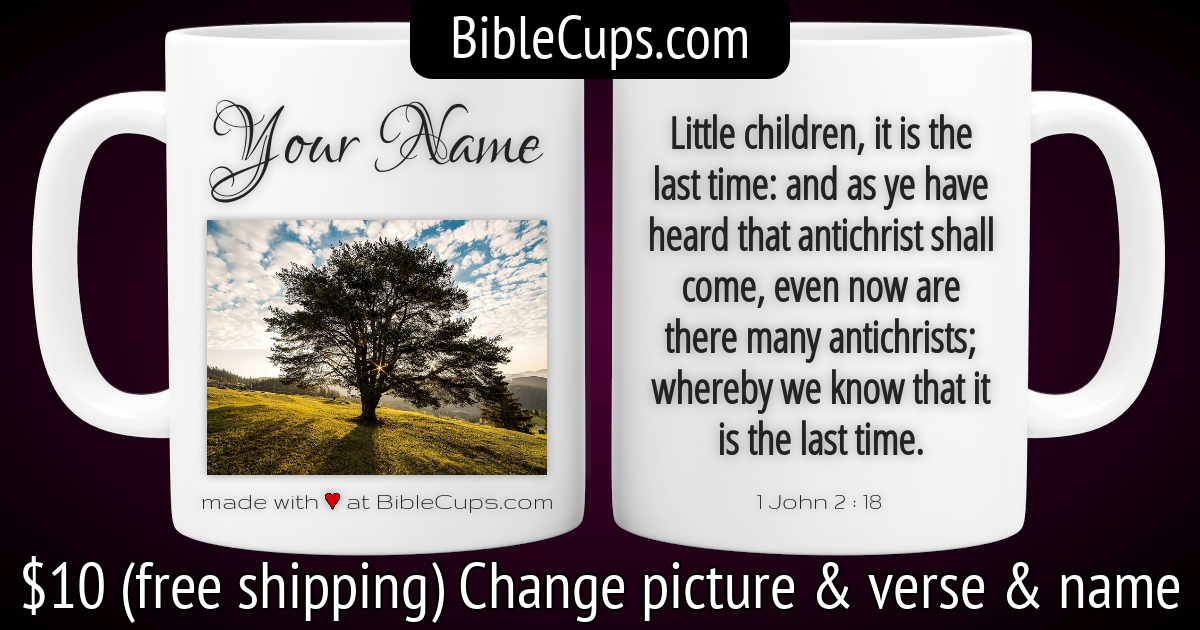 BibleCups.com
Your Name
made with ♥ at BibleCups.com
Little children, it is the
last time: and as ye have
heard that antichrist shall
come, even now are
there many antichrists;
whereby we know that it
is the last time.
1 John 2 : 18
$10 (free shipping) Change picture & verse & name